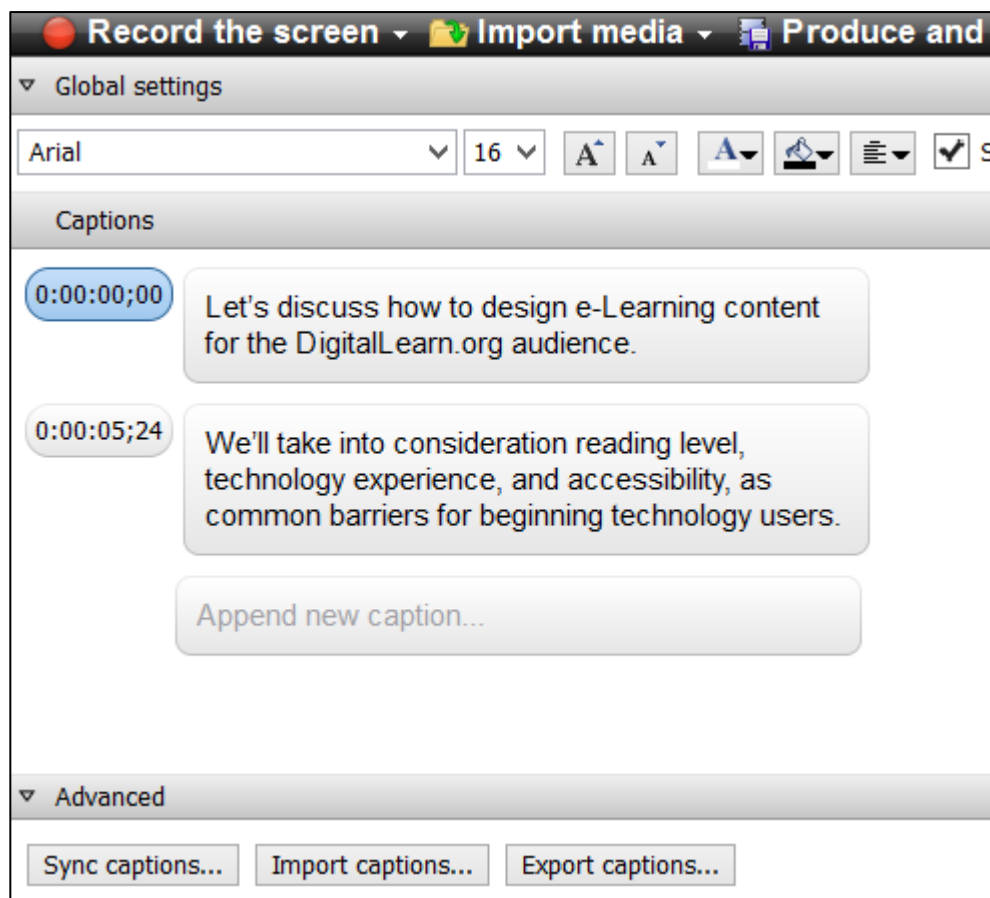 Record the screen Import media Produce and
Global settings
Arial 16 A A A S
Captions
0:00:00;00
Let’s discuss how to design e-Learning content
for the DigitalLearn.org audience.
0:00:05;24
We’ll take into consideration reading level,
technology experience, and accessibility, as
common barriers for beginning technology users.
Append new caption...
Advanced
Sync captions... Import captions... Export captions...